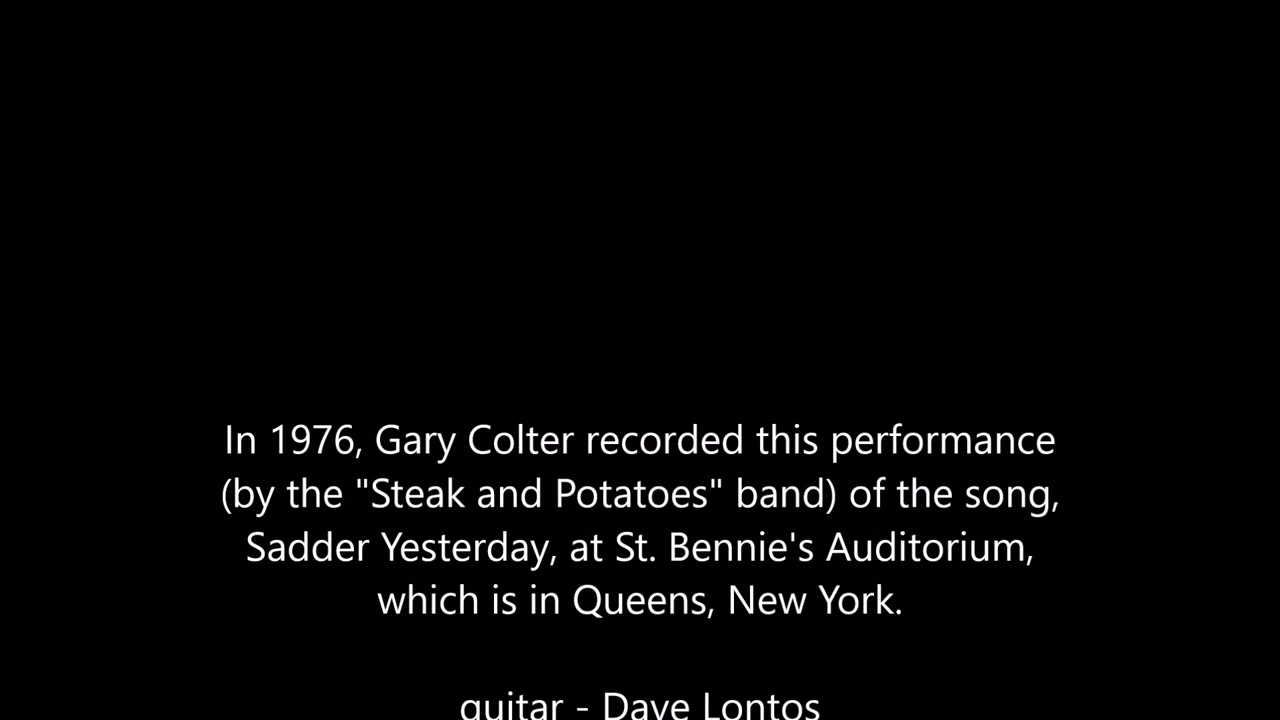 In 1976, Gary Colter recorded this performance
(by the "Steak and Potatoes" band) of the song,
Sadder Yesterday, at St. Bennie's Auditorium,
which is in Queens, New York.
guitar - Dave Lontos